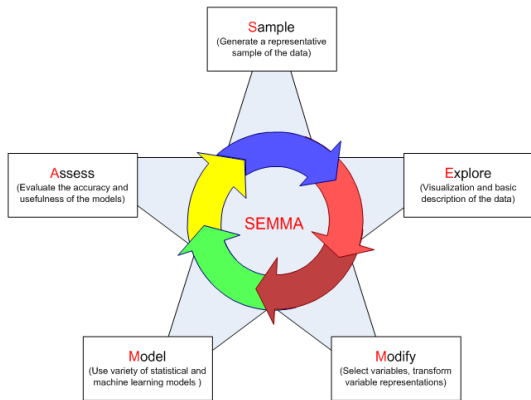 Sample
(Generate a representative
sample of the data)
Assess
(Evaluate the accuracy and
usefulness of the models)
Explore
(Visualization and basic
description of the data)
SEMMA
Model
(Use variety of statistical and
machine learning models )
Modify
(Select variables, transform
variable representations)